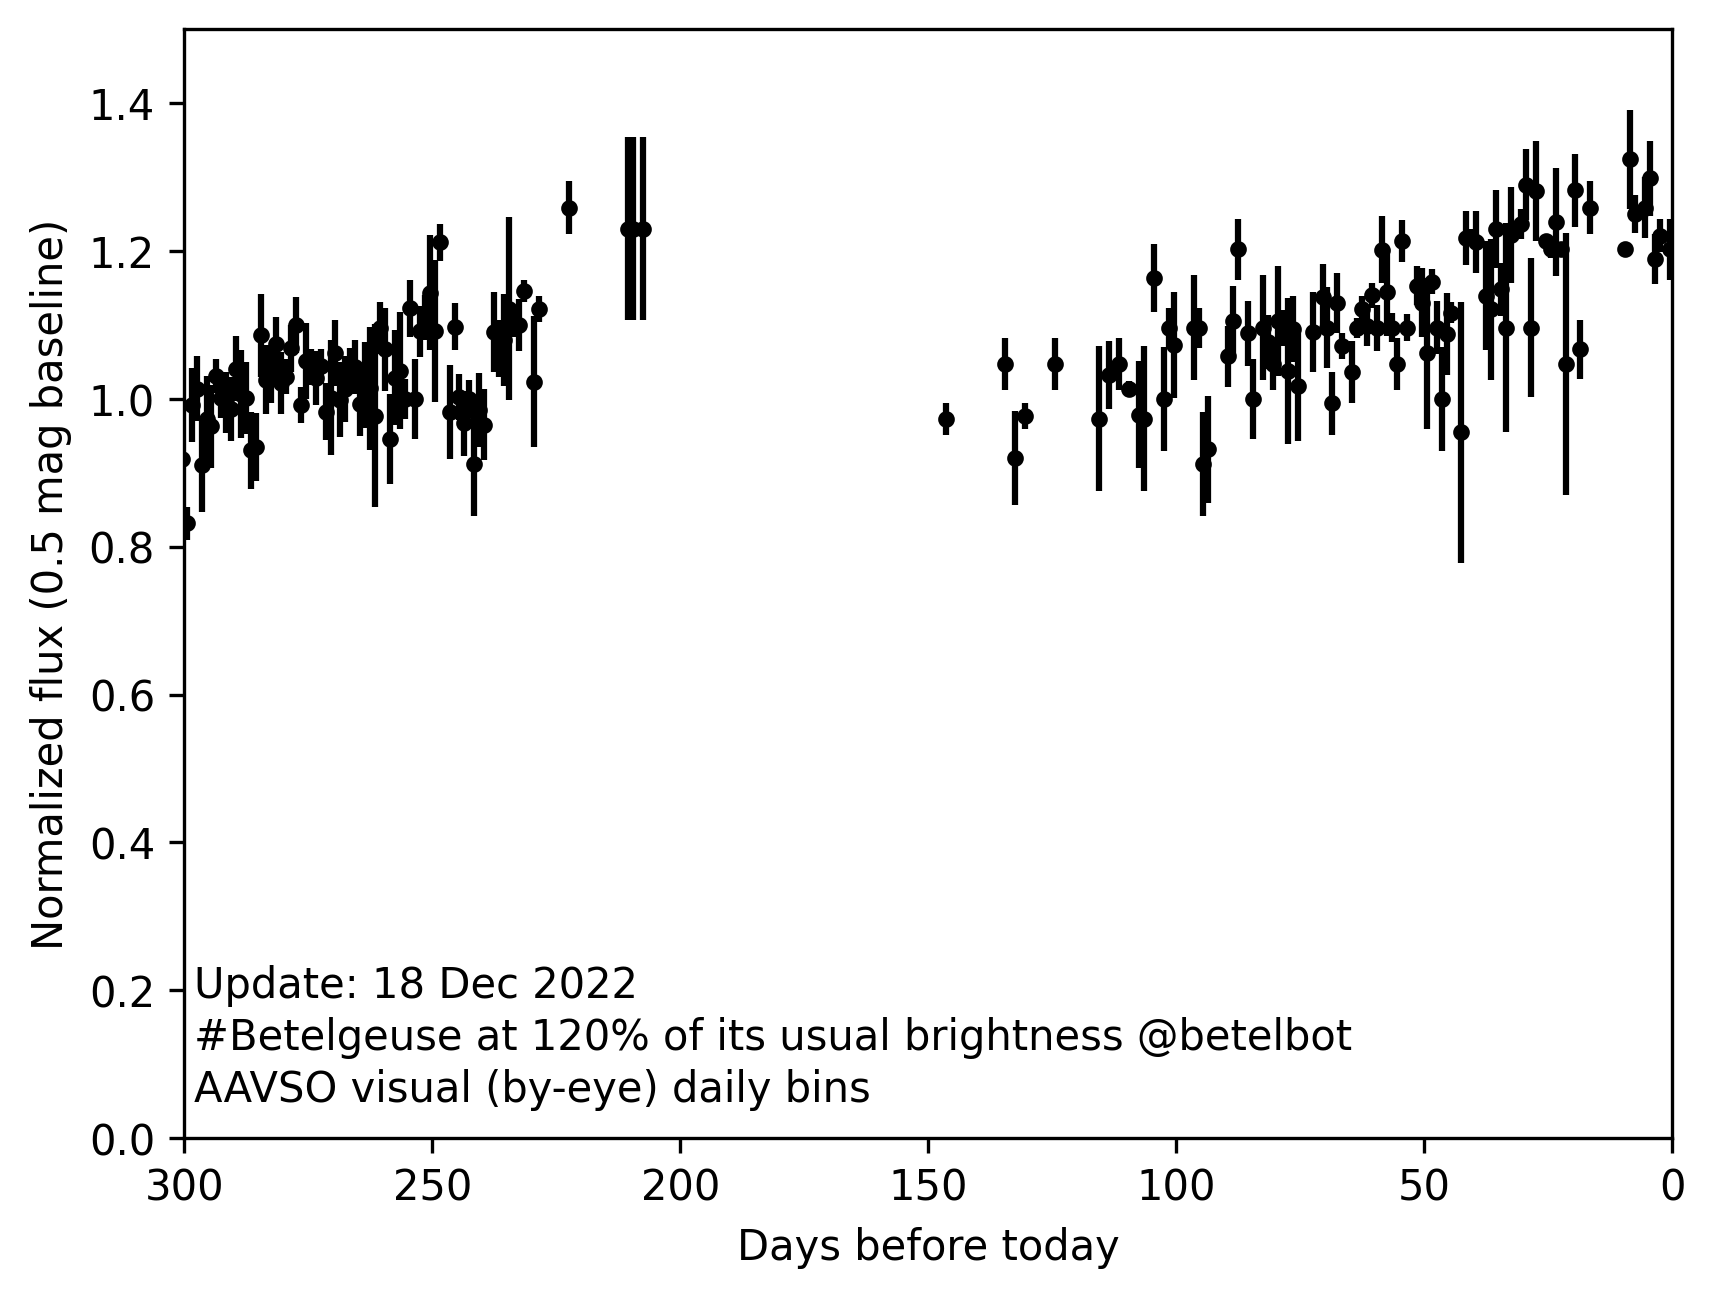 1.4
1.2
1.0
0.8
0.6
0.4
0.2
0.0
Normalized flux (0.5 mag baseline)
Update: 18 Dec 2022
#Betelgeuse at 120% of its usual brightness @betelbot
AAVSO visual (by-eye) daily bins
300 250 200 150 100 50 0
Days before today